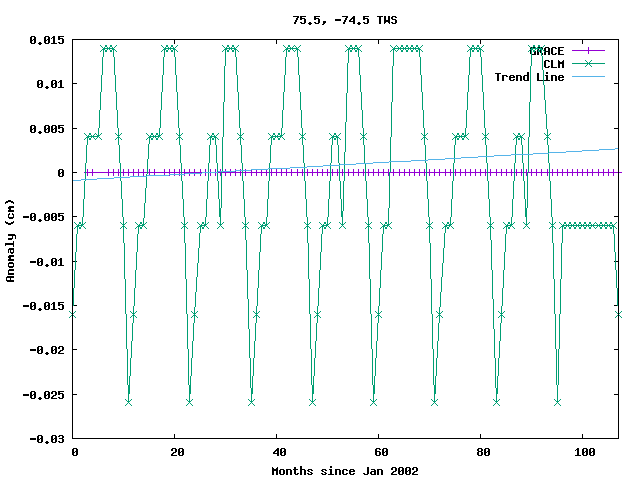 75.5, -74.5 TWS
GRACE
CLM
Trend Line
0.015
0.01
0.005
0
-0.005
-0.01
-0.015
-0.02
-0.025
-0.03
Anomaly (cm)
0 20 40 60 80 100
Months since Jan 2002